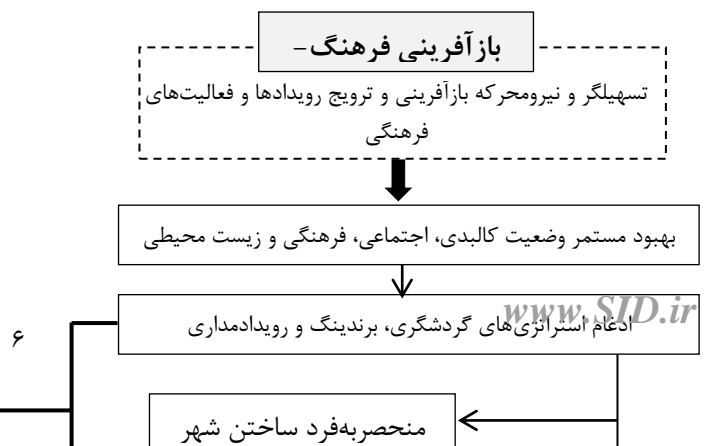 بازآفرینی فرهنگ-
تسهیلگر و نیرومحرکه بازآفرینی و ترویج رویدادها و فعالیت‌های
فرهنگی
بهبود مستمر وضعیت کالبدی، اجتماعی، فرهنگی و زیست محیطی
www.SID.ir
ادغام استراتژی‌های گردشگری، برندینگ و رویدادمداری
۶
منحصربه‌فرد ساختن شهر